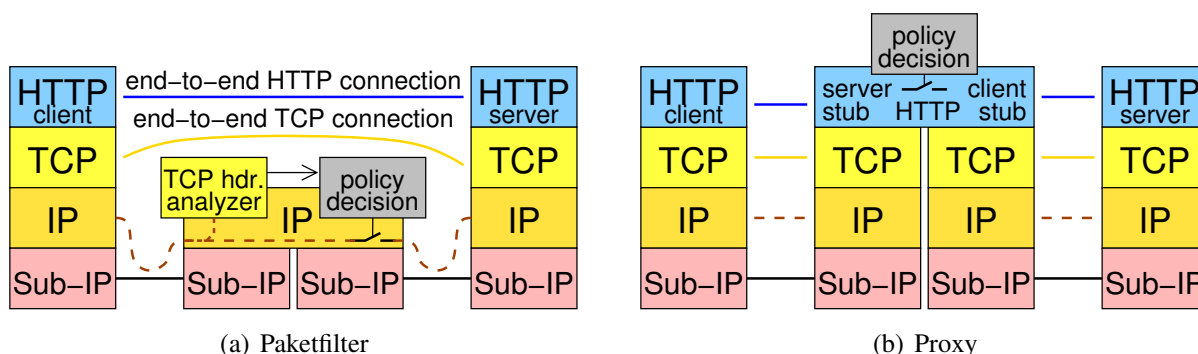 end−to−end HTTP connection
HTTP
client
HTTP
server
end−to−end TCP connection
TCP
TCP
TCP hdr.
analyzer
policy
decision
IP
IP
IP
Sub−IP
Sub−IP
Sub−IP
Sub−IP
(a) Paketfilter
policy
decision
HTTP
client
server
stub
HTTP
client
stub
HTTP
server
TCP
TCP
TCP
TCP
IP
IP
IP
IP
Sub−IP
Sub−IP
Sub−IP
Sub−IP
(b) Proxy